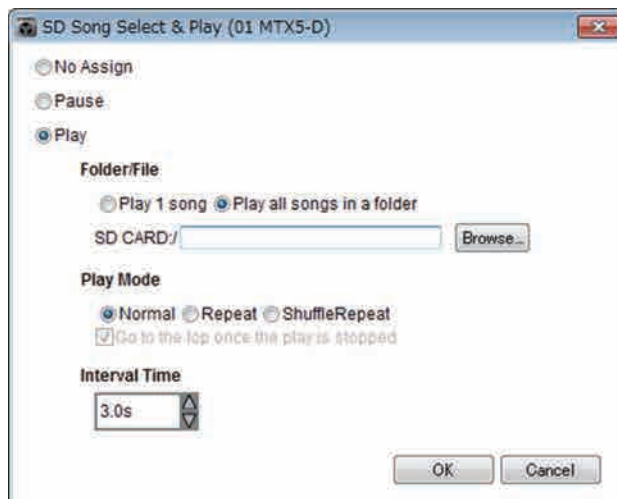 SD Song Select & Play (01 MTX5-D)
No Assign
Pause
Play
Folder/File
Play 1 song Play all songs in a folder
SD CARD:/ Browse...
Play Mode
Normal Repeat ShuffleRepeat
Go to the top once the play is stopped
Interval Time
3.0s
OK Cancel